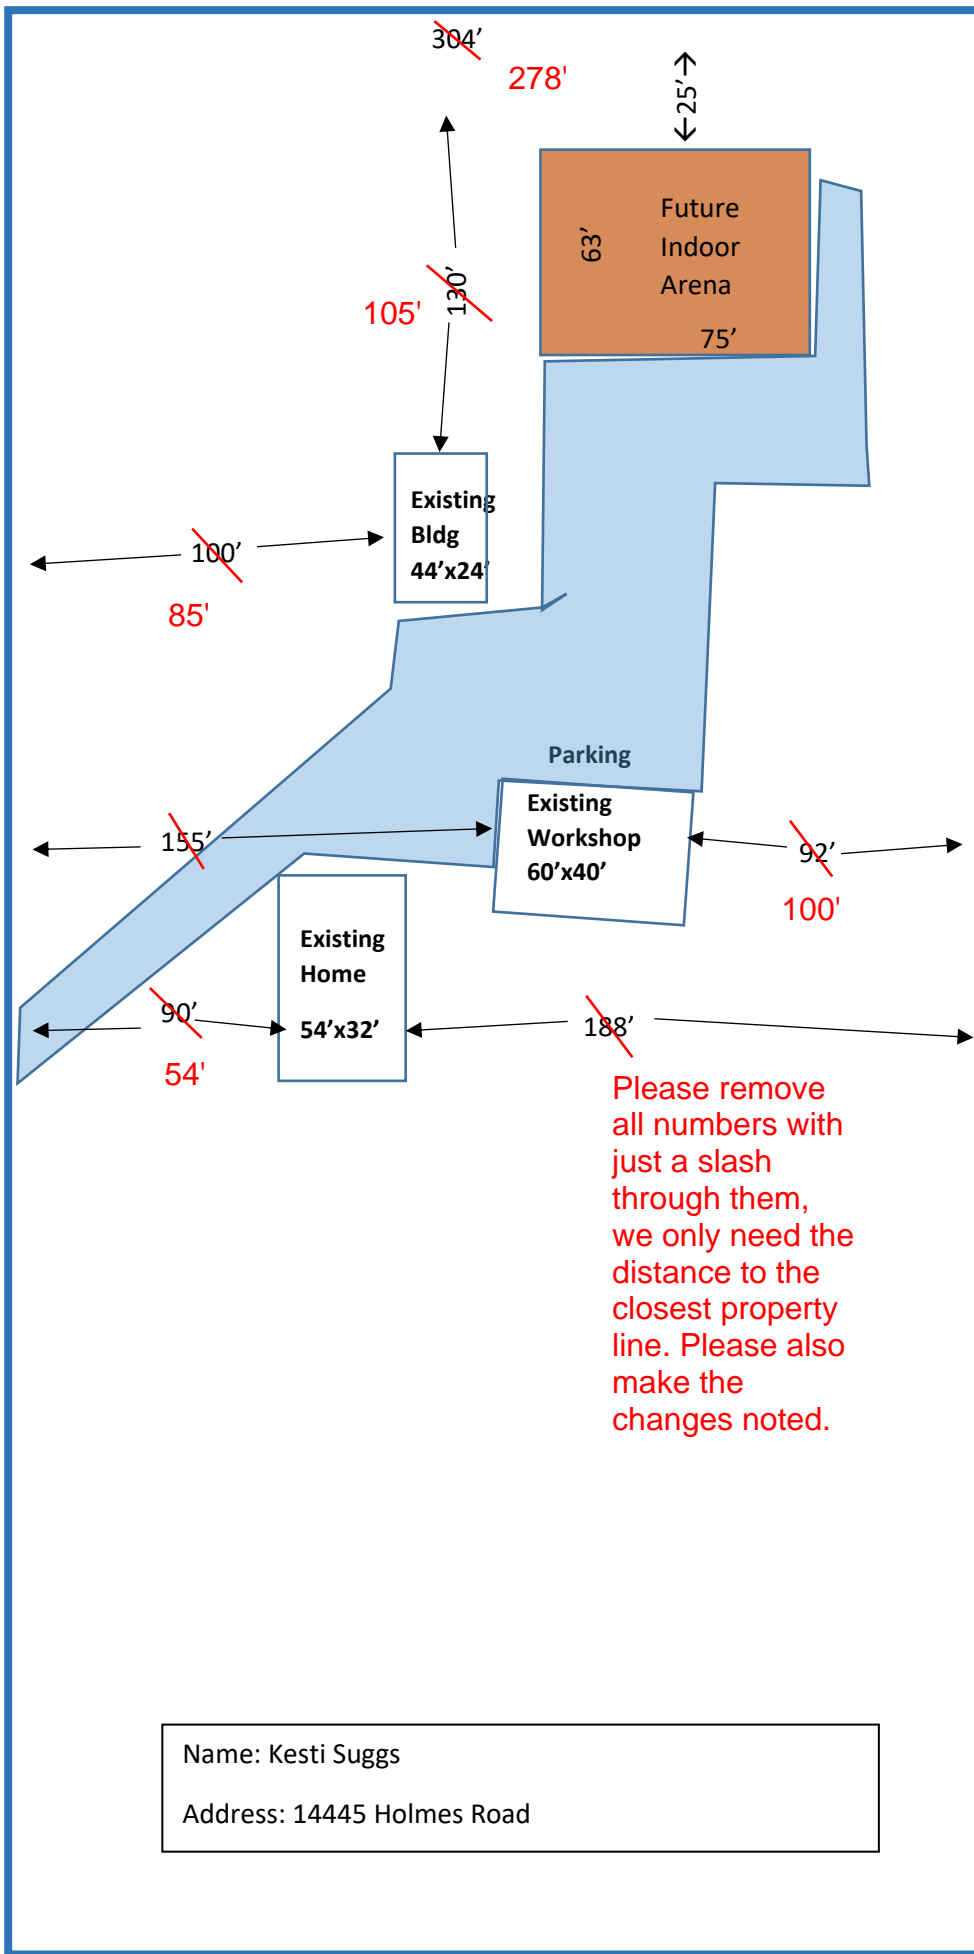 304’
278'
25’
Future
Indoor
Arena
63’
75’
130’
105'
Existing
Bldg
44’x24’
100’
85'
Parking
Existing
Workshop
60’x40’
155’
92’
100'
Existing
Home
54’x32’
90’
54'
188’
Please remove
all numbers with
just a slash
through them,
we only need the
distance to the
closest property
line. Please also
make the
changes noted.
Name: Kesti Suggs
Address: 14445 Holmes Road